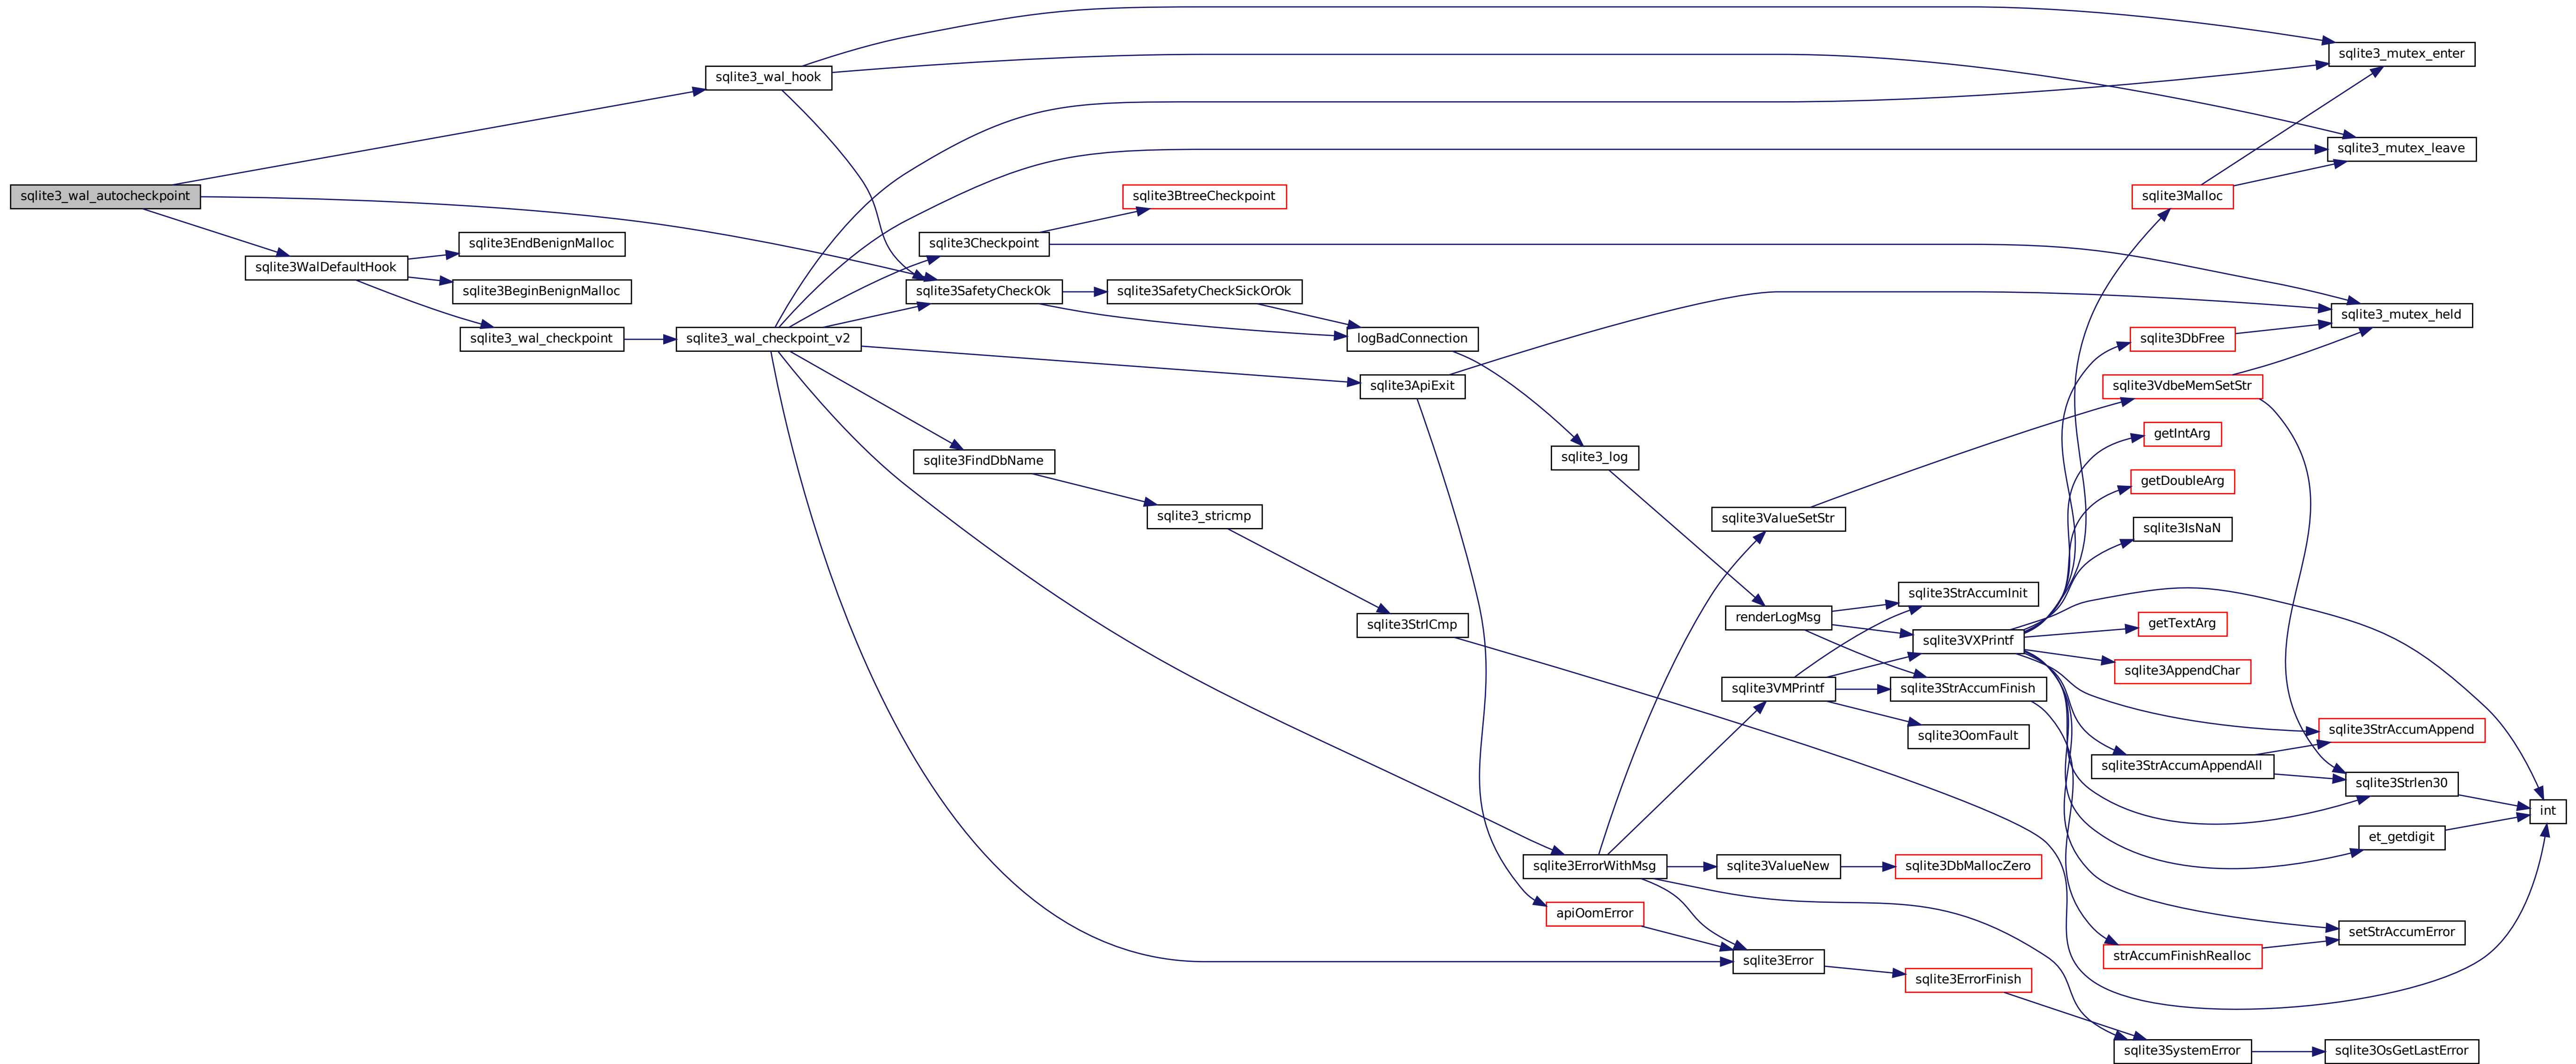 sqlite3_wal_autocheckpoint
sqlite3_wal_hook
sqlite3WalDefaultHook
sqlite3EndBenignMalloc
sqlite3BeginBenignMalloc
sqlite3_wal_checkpoint
sqlite3_wal_checkpoint_v2
sqlite3Checkpoint
sqlite3SafetyCheckOk
sqlite3FindDbName
sqlite3BtreeCheckpoint
sqlite3SafetyCheckSickOrOk
sqlite3_stricmp
logBadConnection
sqlite3ApiExit
sqlite3StrICmp
sqlite3_log
sqlite3ErrorWithMsg
apiOomError
sqlite3ValueSetStr
renderLogMsg
sqlite3VMPrintf
sqlite3ValueNew
sqlite3Error
sqlite3StrAccumInit
sqlite3VXPrintf
sqlite3StrAccumFinish
sqlite3OomFault
sqlite3DbMallocZero
sqlite3ErrorFinish
sqlite3Malloc
sqlite3DbFree
sqlite3VdbeMemSetStr
getIntArg
getDoubleArg
sqlite3IsNaN
getTextArg
sqlite3AppendChar
sqlite3StrAccumAppendAll
strAccumFinishRealloc
sqlite3SystemError
sqlite3_mutex_enter
sqlite3_mutex_leave
sqlite3_mutex_held
sqlite3StrAccumAppend
sqlite3Strlen30
et_getdigit
setStrAccumError
sqlite3OsGetLastError
int